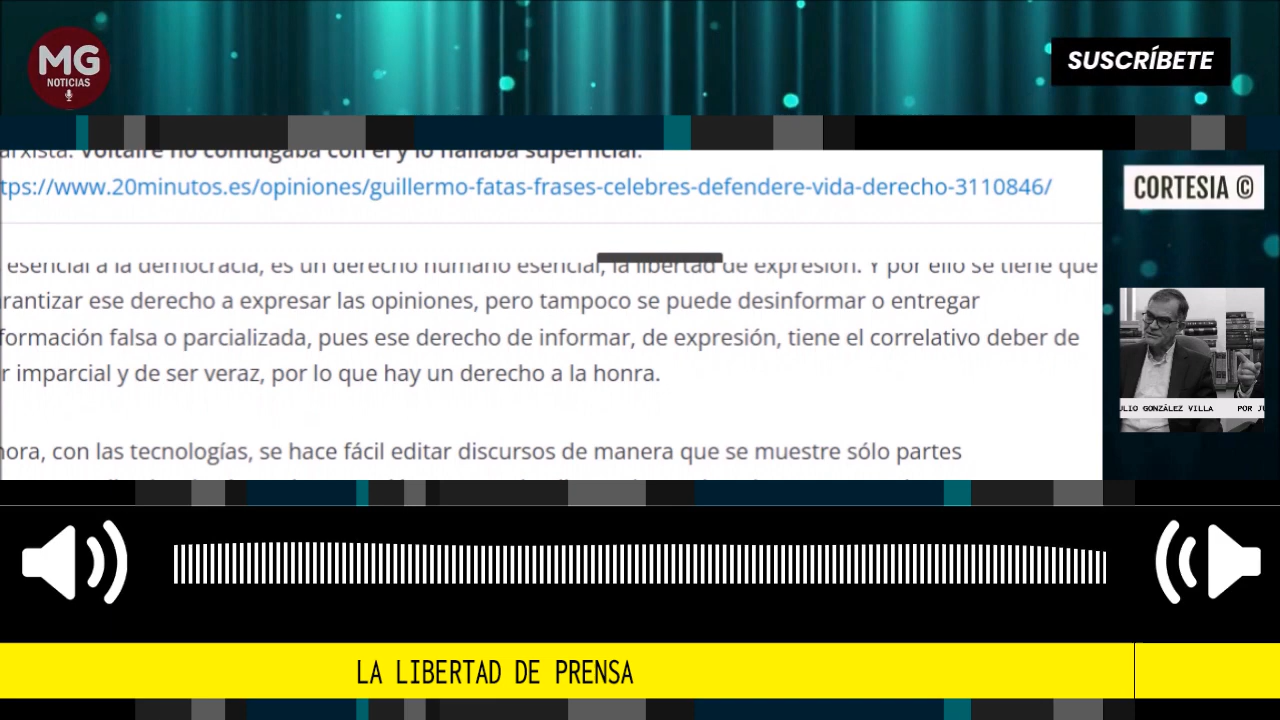 MG
NOTICIAS
SUSCRÍBETE
Voltaire no comulgaba con él y lo hallaba superficial.
tps://www.20minutos.es/opiniones/guillermo-fatas-frases-celebres-defendere-vida-derecho-3110846/
CORTESIA ©
esencial a la democracia, es un derecho humano esencial, la libertad de expresión. Y por ello se tiene que
rantizar ese derecho a expresar las opiniones, pero tampoco se puede desinformar o entregar
formación falsa o parcializada, pues ese derecho de informar, de expresión, tiene el correlativo deber de
r imparcial y de ser veraz, por lo que hay un derecho a la honra.
hora, con las tecnologías, se hace fácil editar discursos de manera que se muestre sólo partes
ULIO GONZÁLEZ VILLA POR JU
LA LIBERTAD DE PRENSA